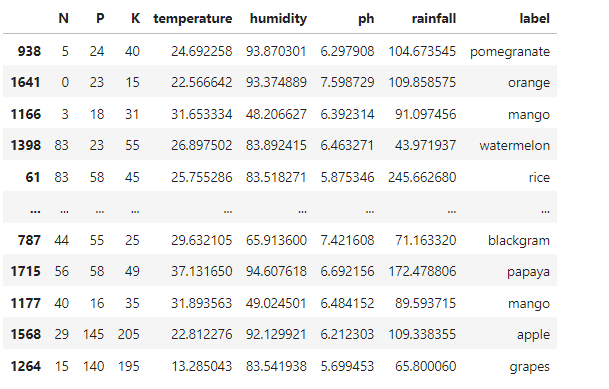 N P K temperature humidity ph rainfall label
938 5 24 40 24.692258 93.870301 6.297908 104.673545 pomegranate
1641 0 23 15 22.566642 93.374889 7.598729 109.858575 orange
1166 3 18 31 31.653334 48.206627 6.392314 91.097456 mango
1398 83 23 55 26.897502 83.892415 6.463271 43.971937 watermelon
61 83 58 45 25.755286 83.518271 5.875346 245.662680 rice
... ... ... ... ... ... ... ... ...
787 44 55 25 29.632105 65.913600 7.421608 71.163320 blackgram
1715 56 58 49 37.131650 94.607618 6.692156 172.478806 papaya
1177 40 16 35 31.893563 49.024501 6.484152 89.593715 mango
1568 29 145 205 22.812276 92.129921 6.212303 109.338355 apple
1264 15 140 195 13.285043 83.541938 5.699453 65.800060 grapes